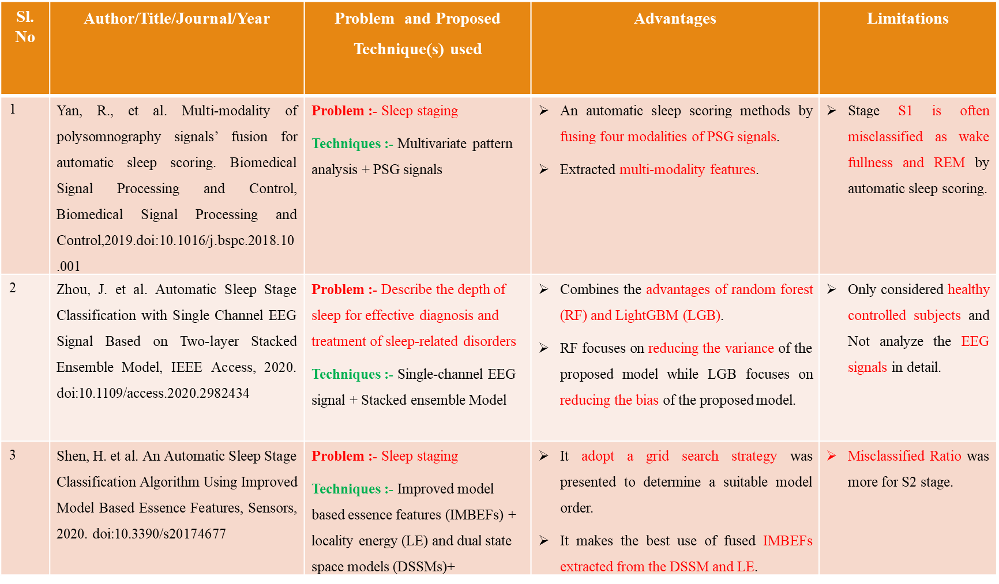 Sl.
No
Author/Title/Journal/Year
Problem and Proposed
Technique(s) used
Advantages
Limitations
1
Yan, R., et al. Multi-modality of
polysomnography signals’ fusion for
automatic sleep scoring. Biomedical
Signal Processing and Control,
Biomedical Signal Processing and
Control,2019.doi:10.1016/j.bspc.2018.10
.001
Problem :- Sleep staging
Techniques :- Multivariate pattern
analysis + PSG signals
➢ An automatic sleep scoring methods by
fusing four modalities of PSG signals.
➢ Extracted multi-modality features.
➢ Stage S1 is often
misclassified as wake
fullness and REM by
automatic sleep scoring.
2
Zhou, J. et al. Automatic Sleep Stage
Classification with Single Channel EEG
Signal Based on Two-layer Stacked
Ensemble Model, IEEE Access, 2020.
doi:10.1109/access.2020.2982434
Problem :- Describe the depth of
sleep for effective diagnosis and
treatment of sleep-related disorders
Techniques :- Single-channel EEG
signal + Stacked ensemble Model
➢ Combines the advantages of random forest
(RF) and LightGBM (LGB).
➢ RF focuses on reducing the variance of the
proposed model while LGB focuses on
reducing the bias of the proposed model.
➢ Only considered healthy
controlled subjects and
Not analyze the EEG
signals in detail.
3
Shen, H. et al. An Automatic Sleep Stage
Classification Algorithm Using Improved
Model Based Essence Features, Sensors,
2020. doi:10.3390/s20174677
Problem :- Sleep staging
Techniques :- Improved model
based essence features (IMBEFs) +
locality energy (LE) and dual state
space models (DSSMs)+
➢ It adopt a grid search strategy was
presented to determine a suitable model
order.
➢ It makes the best use of fused IMBEFs
extracted from the DSSM and LE.
➢ Misclassified Ratio was
more for S2 stage.